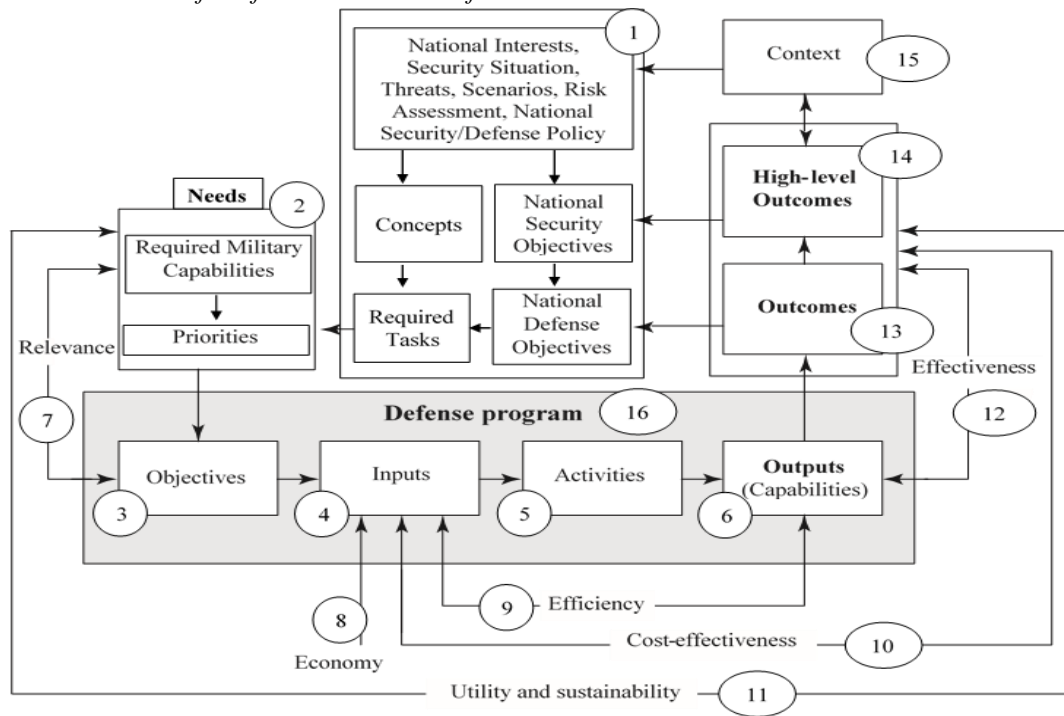 1
National Interests,
Security Situation,
Threats, Scenarios, Risk
Assessment, National
Security/Defense Policy
Context
15
14
High-level
Outcomes
Needs
2
Required Military
Capabilities
Priorities
Concepts
National
Security
Objectives
Required
Tasks
National
Defense
Objectives
Outcomes
13
Relevance
7
Effectiveness
12
Defense program
16
Objectives
3
Inputs
4
Activities
5
Outputs
(Capabilities)
6
8
Economy
9
Efficiency
Cost-effectiveness
10
Utility and sustainability
11